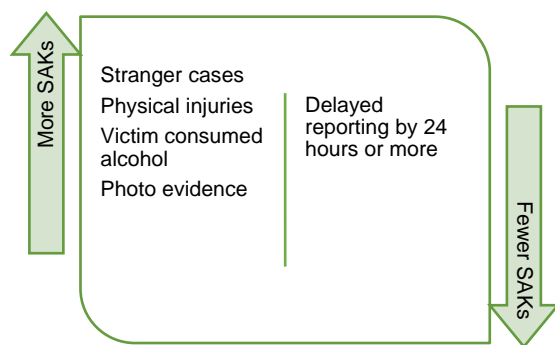 More SAKs
Stranger cases
Physical injuries
Victim consumed
alcohol
Photo evidence
Delayed
reporting by 24
hours or more
Fewer SAKs